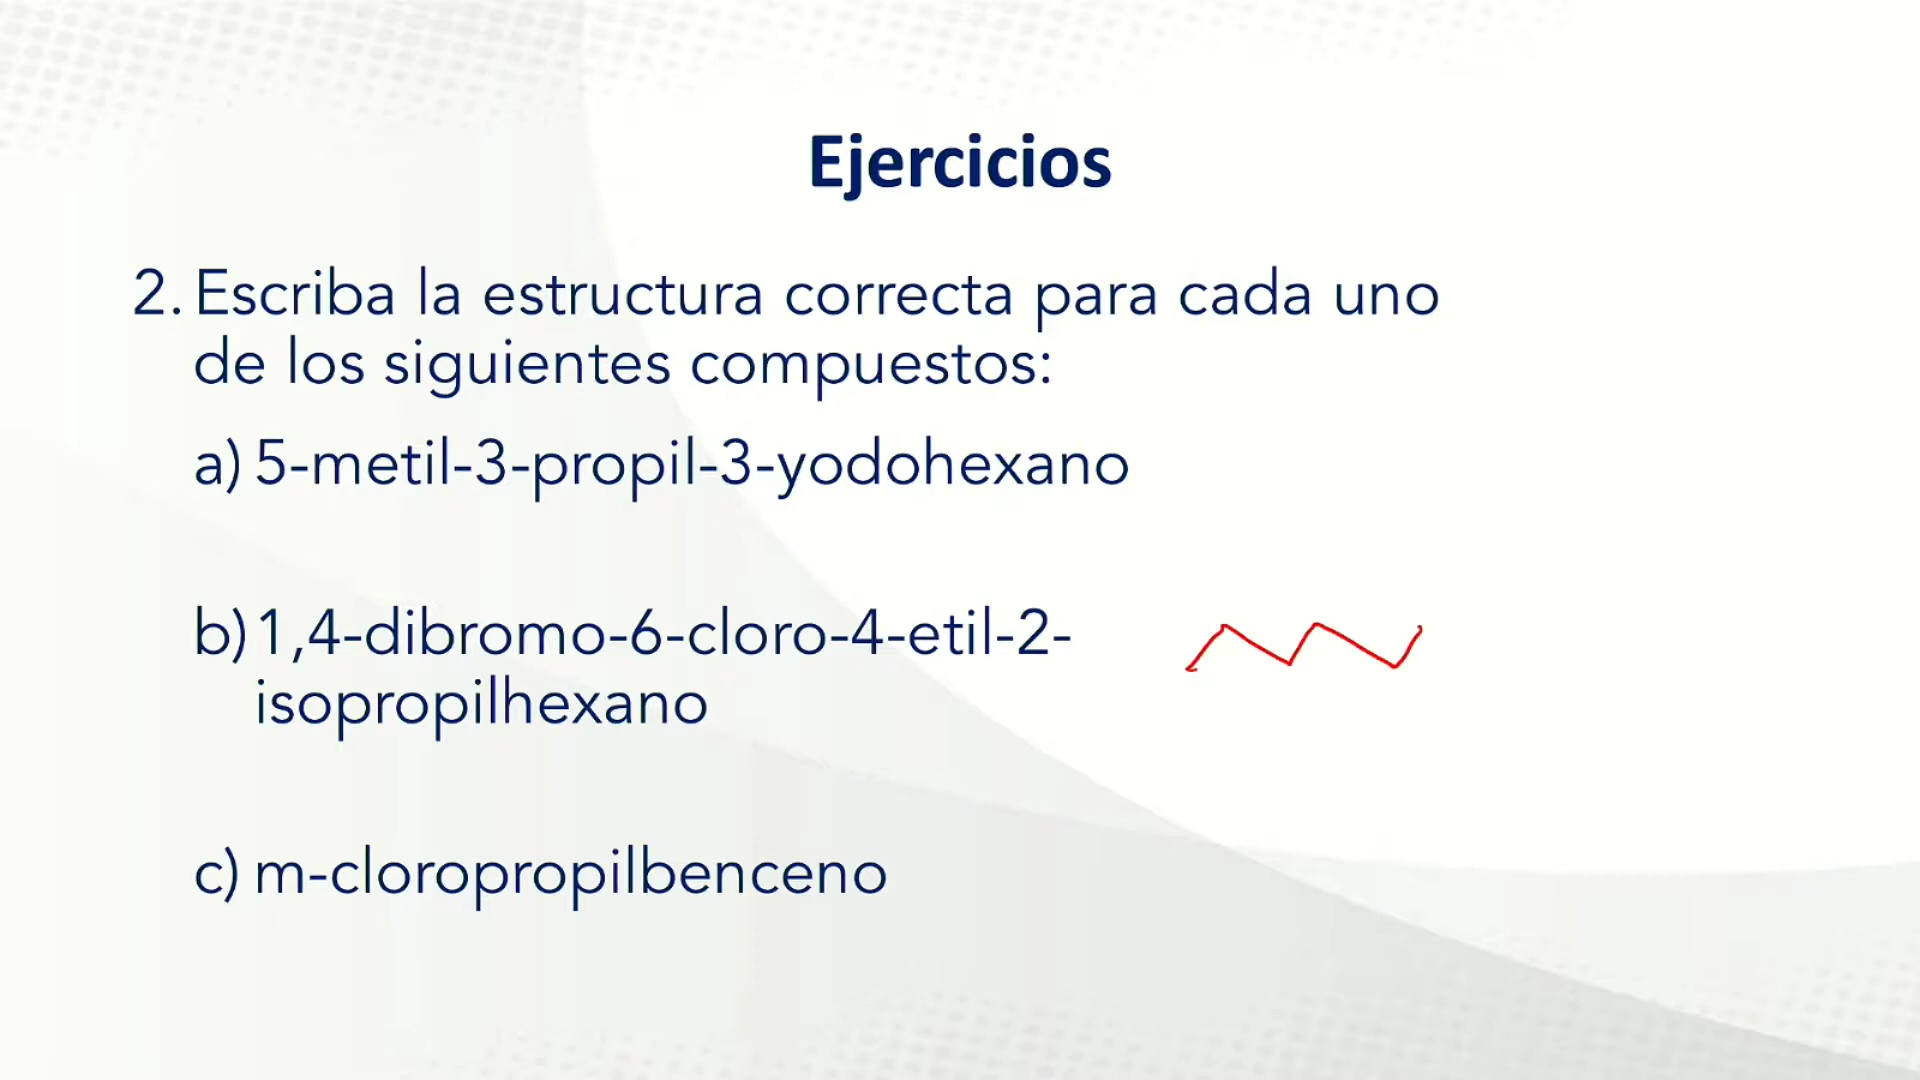 Ejercicios
2. Escriba la estructura correcta para cada uno
de los siguientes compuestos:
a) 5-metil-3-propil-3-yodohexano
b) 1,4-dibromo-6-cloro-4-etil-2-
isopropilhexano
c) m-cloropropilbenceno